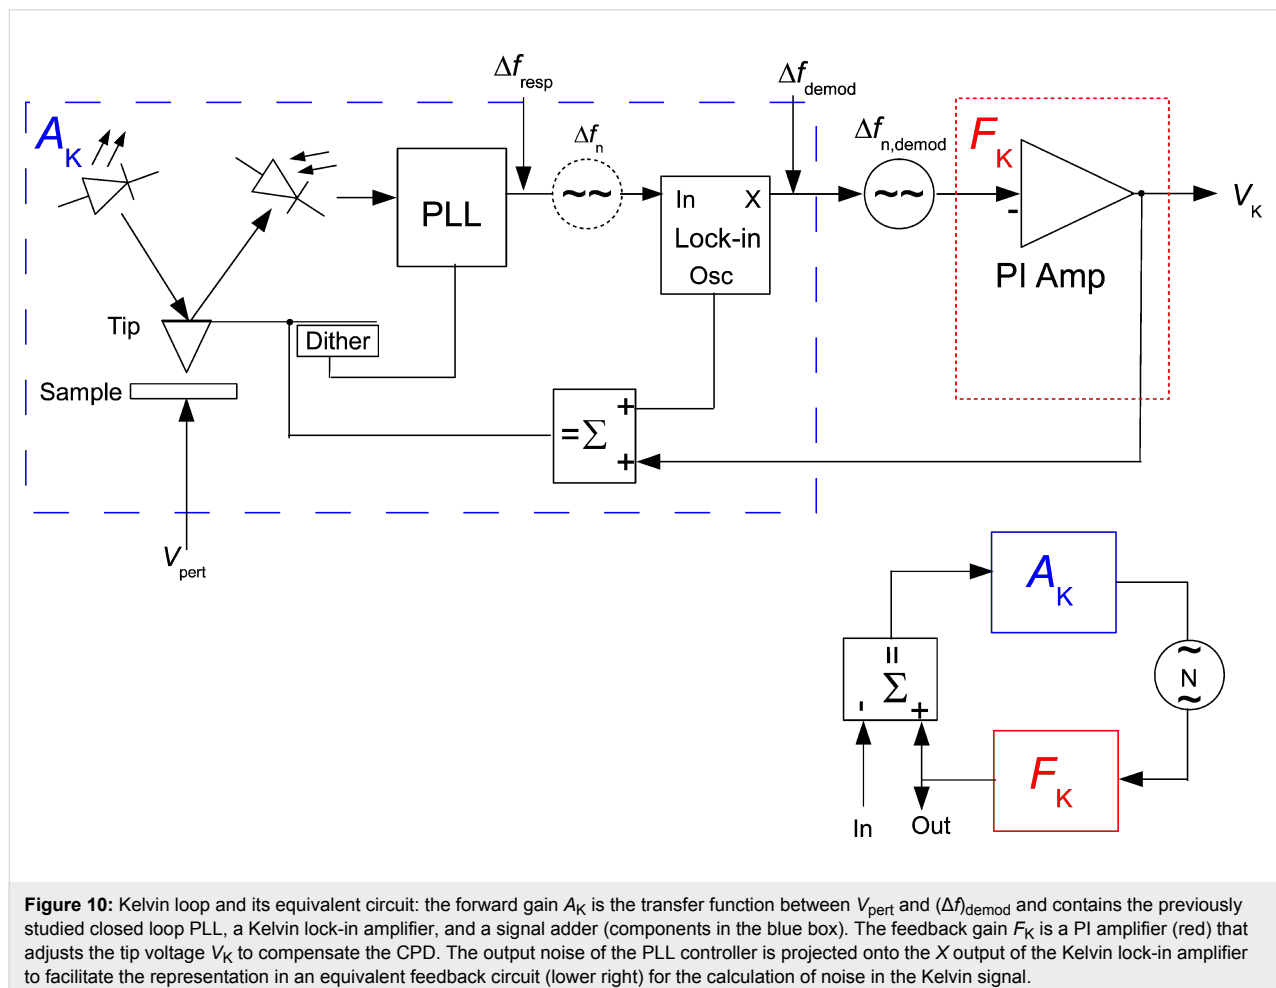 Δf resp
Δf demod
A K
Δf n
Δf n,demod
F K
PLL
In X
Lock-in
Osc
-
V K
PI Amp
Tip
Dither
Sample
=Σ
+
+
V pert
A K
=
Σ
- +
N
F K
In
Out
Figure 10: Kelvin loop and its equivalent circuit: the forward gain A K is the transfer function between V pert and (Δf) demod and contains the previously
studied closed loop PLL, a Kelvin lock-in amplifier, and a signal adder (components in the blue box). The feedback gain F K is a PI amplifier (red) that
adjusts the tip voltage V K to compensate the CPD. The output noise of the PLL controller is projected onto the X output of the Kelvin lock-in amplifier
to facilitate the representation in an equivalent feedback circuit (lower right) for the calculation of noise in the Kelvin signal.